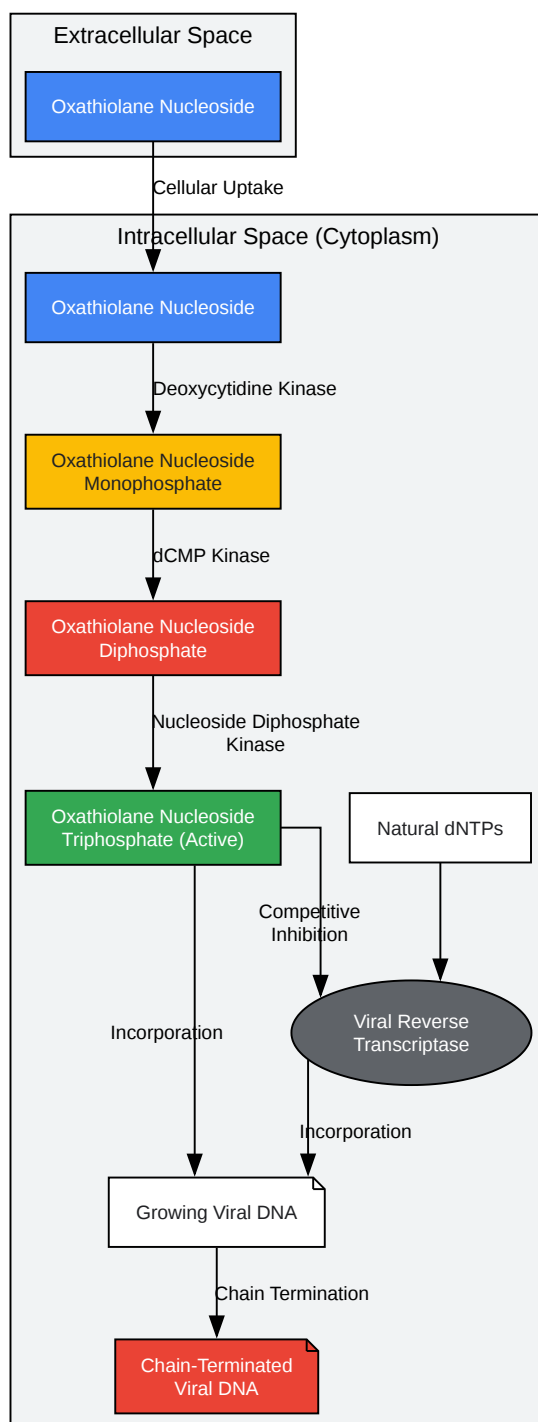 Extracellular Space
Oxathiolane Nucleoside
Cellular Uptake
Intracellular Space (Cytoplasm)
Oxathiolane Nucleoside
Deoxycytidine Kinase
Oxathiolane Nucleoside
Monophosphate
dCMP Kinase
Oxathiolane Nucleoside
Diphosphate
Nucleoside Diphosphate
Kinase
Oxathiolane Nucleoside
Triphosphate (Active)
Natural dNTPs
Competitive
Inhibition
Viral Reverse
Transcriptase
Incorporation
Incorporation
Growing Viral DNA
Chain Termination
Chain-Terminated
Viral DNA